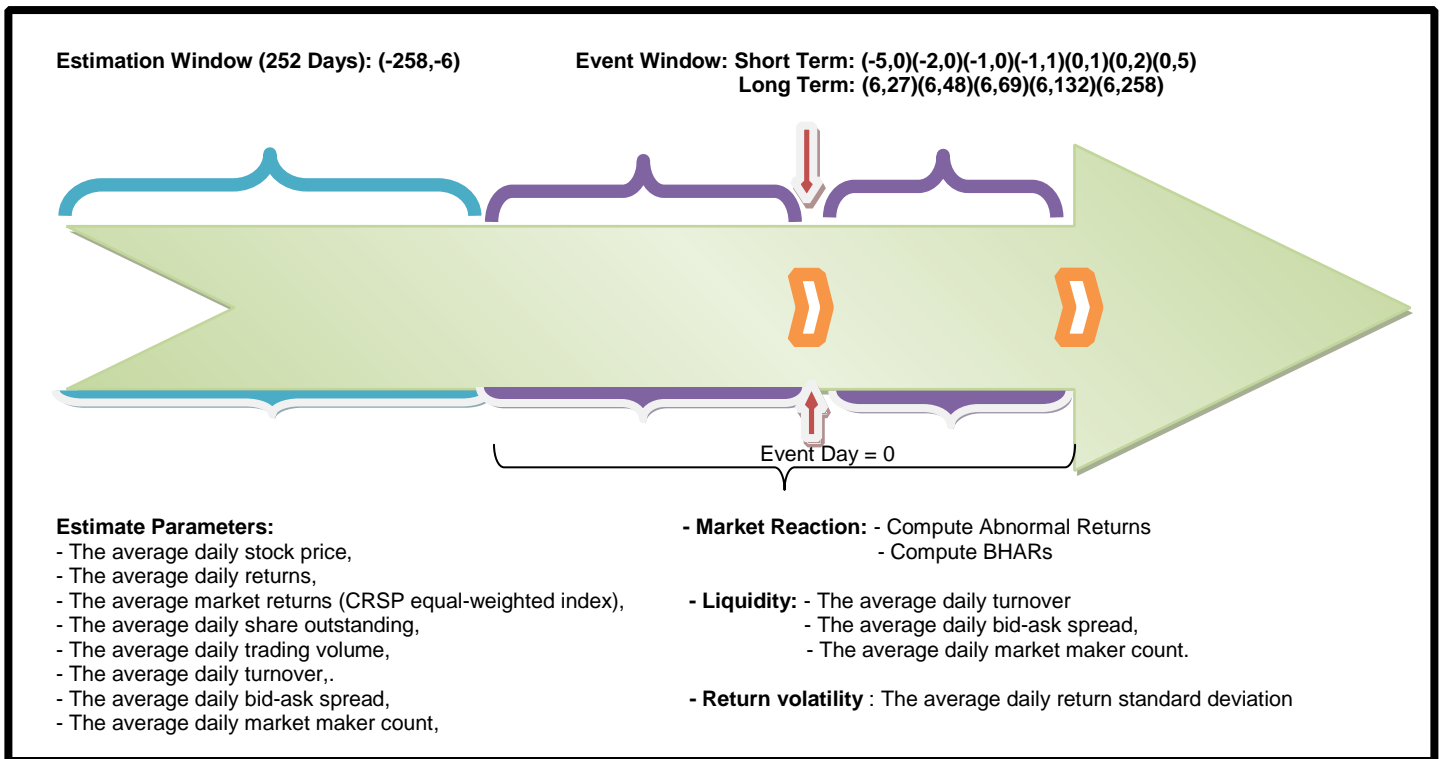 Estimation Window (252 Days): (-258,-6)
Event Window: Short Term: (-5,0)(-2,0)(-1,0)(-1,1)(0,1)(0,2)(0,5)
Long Term: (6,27)(6,48)(6,69)(6,132)(6,258)
Event Day = 0
Estimate Parameters:
- The average daily stock price,
- The average daily returns,
- The average market returns (CRSP equal-weighted index),
- The average daily share outstanding,
- The average daily trading volume,
- The average daily turnover,.
- The average daily bid-ask spread,
- The average daily market maker count,
- Market Reaction: - Compute Abnormal Returns
- Compute BHARs
- Liquidity: - The average daily turnover
- The average daily bid-ask spread,
- The average daily market maker count.
- Return volatility : The average daily return standard deviation